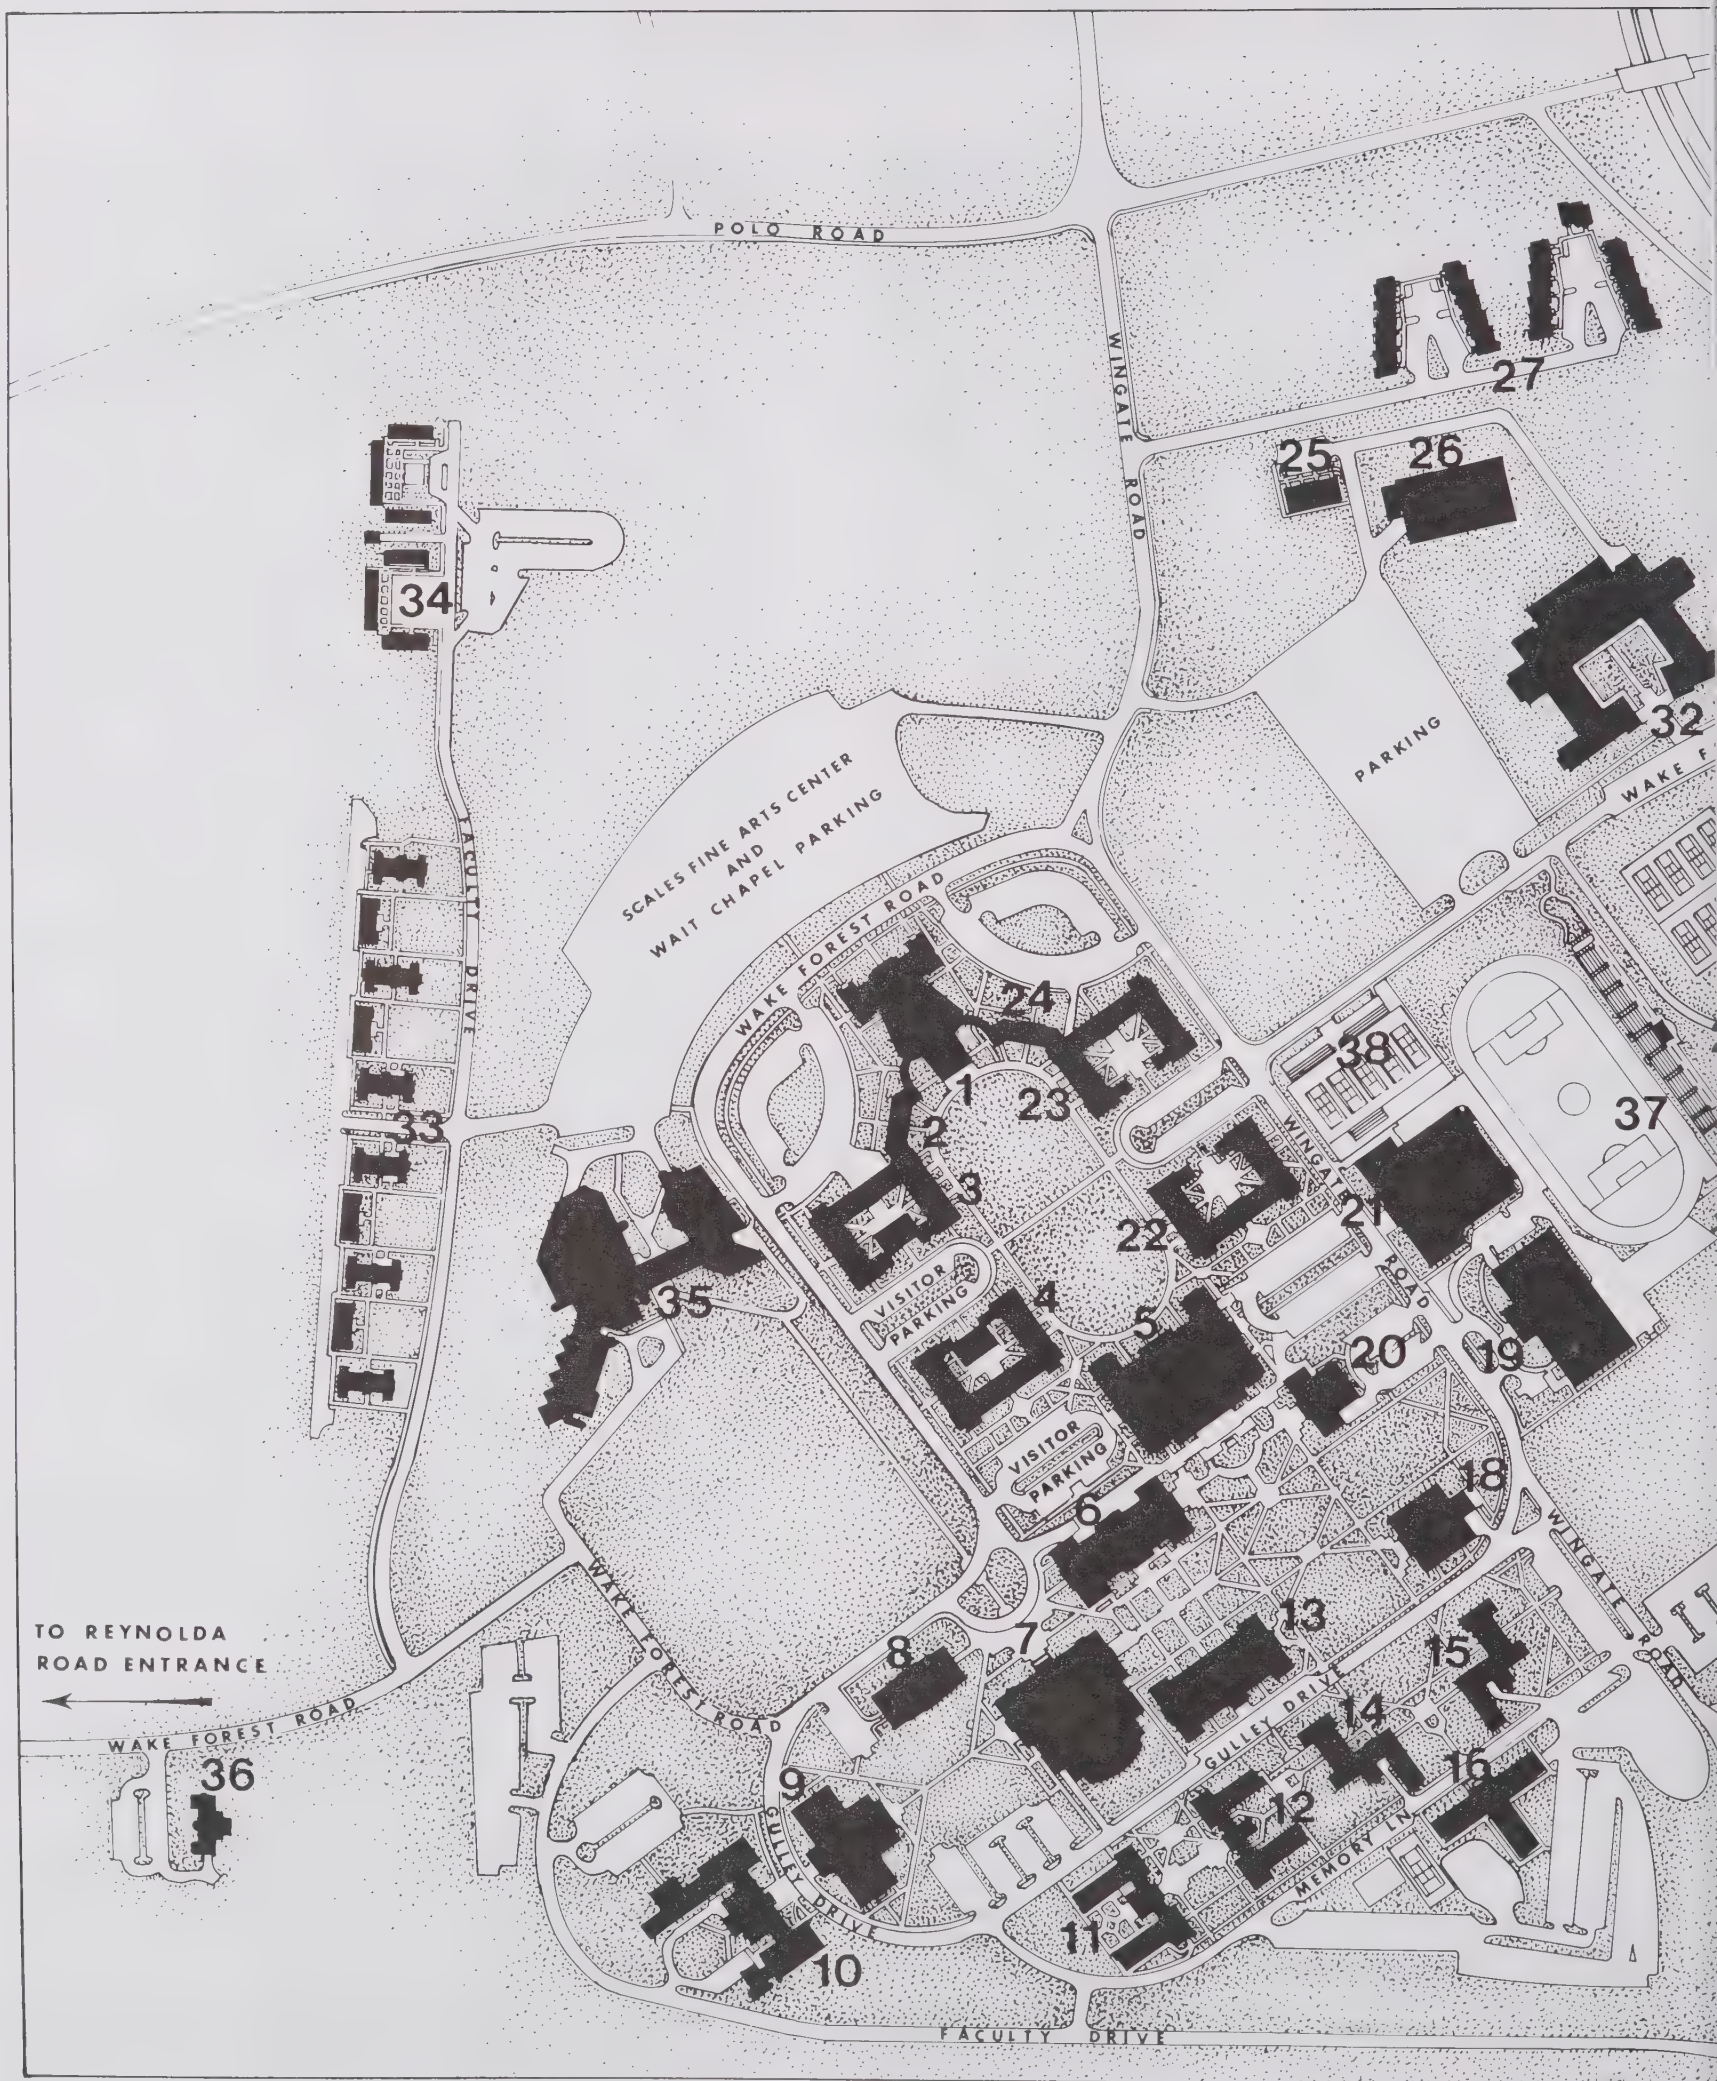 POLO ROAD
WINGATE ROAD
27
25
26
34
32
WAKE F
PARKING
SCALES FINE ARTS CENTER
AND
WAIT CHAPEL PARKING
FACULTY DRIVE
WAKE FOREST ROAD
24
38
1
23
37
2
33
3
WINGATE ROAD
21
22
VISITOR
PARKING
35
4
5
20
19
VISITOR
PARKING
18
6
WINGATE ROAD
WAKE FOREST ROAD
TO REYNOLDA
ROAD ENTRANCE
13
7
8
15
GULLEY DRIVE
14
WAKE FOREST ROAD
36
9
16
12
MEMORY LN
GULLEY DRIVE
11
10
FACULTY DRIVE